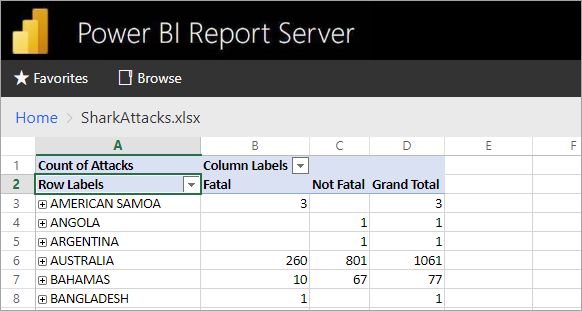 Power BI Report Server
Favorites Browse
Home > SharkAttacks.xlsx
A B C D E F
1 Count of Attacks Column Labels
2 Row Labels Fatal Not Fatal Grand Total
3 AMERICAN SAMOA 3 3
4 ANGOLA 1 1
5 ARGENTINA 1 1
6 AUSTRALIA 260 801 1061
7 BAHAMAS 10 67 77
8 BANGLADESH 1 1